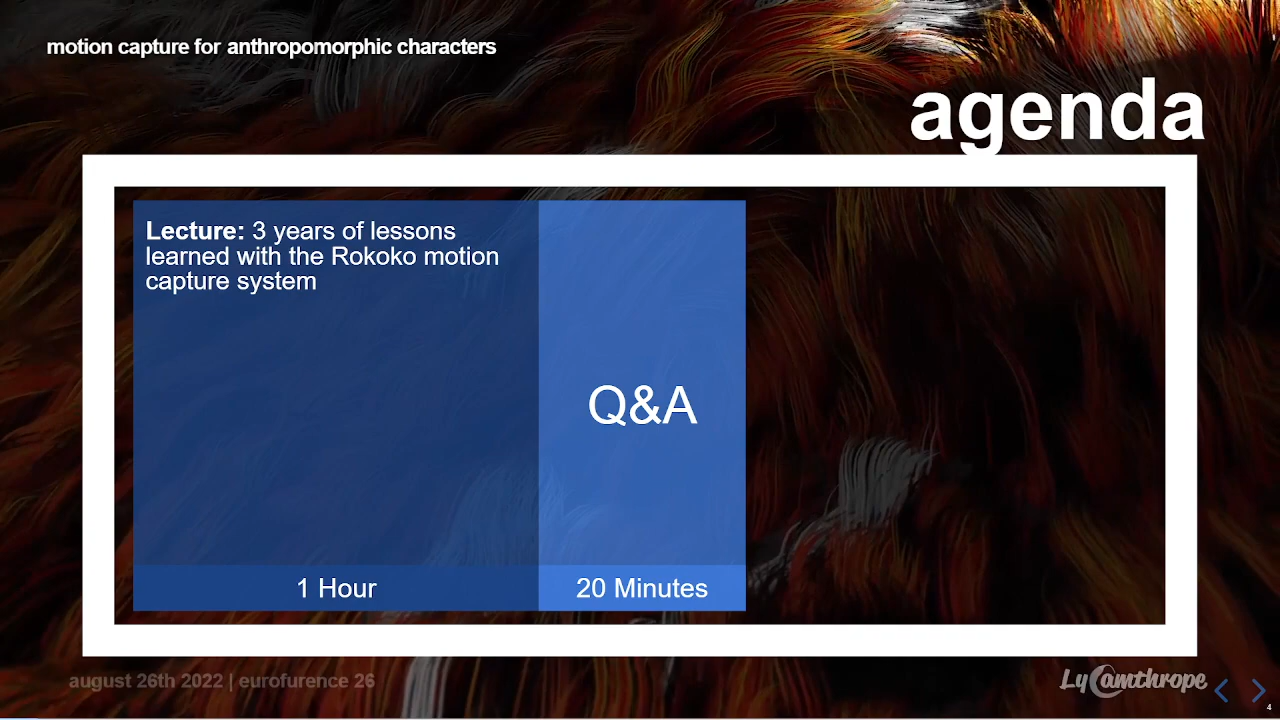 motion capture for anthropomorphic characters
agenda
Lecture: 3 years of lessons
learned with the Rokoko motion
capture system
Q&A
1 Hour
20 Minutes
august 26th 2022 | eurofurence 26
LyCamthrope
4